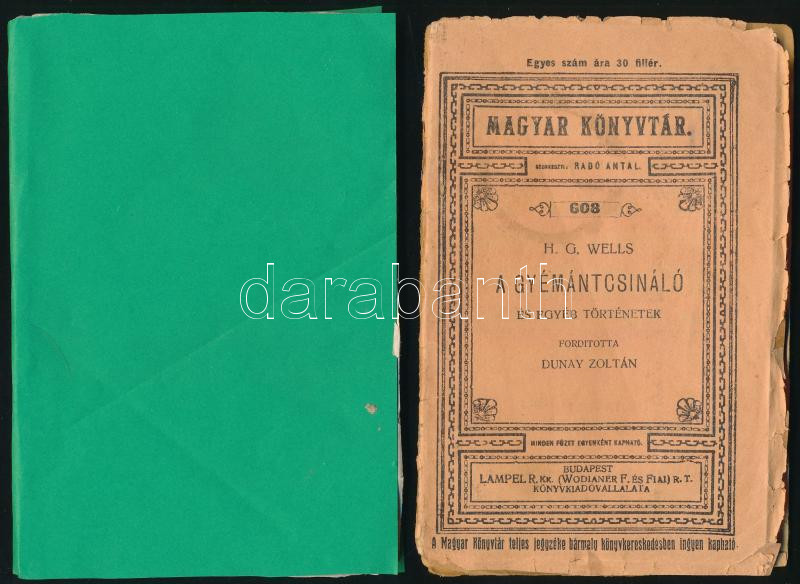 Egyes szám ára 30 fillér.
MAGYAR KÖNYVTÁR.
SZERKESZTI: RADÓ ANTAL.
608
H. G. WELLS
A GYÉMÁNTCSINÁLÓ
ÉS EGYÉB TÖRTÉNETEK
FORDITOTTA
DUNAY ZOLTÁN
MINDEN FÜZET EGYENKÉNT KAPHATÓ.
BUDAPEST
LAMPEL R. KK. (WODIANER F. ÉS FIAI) R. T.
KÖNYVKIADÓVÁLLALATA
A Magyar Könyvtár teljes jegyzéke bármely könyvkereskedésben ingyen kapható.
darabanth